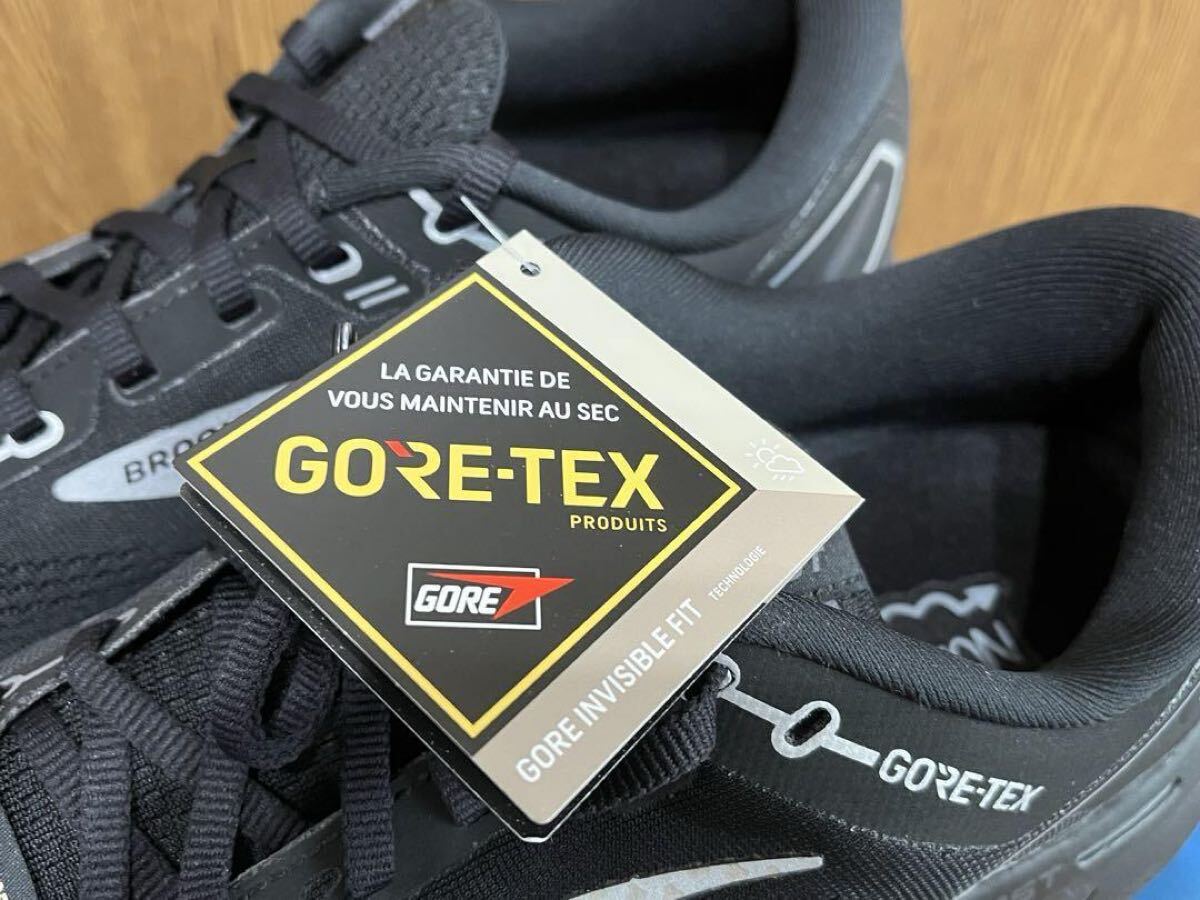 LA GARANTIE DE
VOUS MAINTENIR AU SEC
GORE-TEX
PRODUITS
GORE
GORE INVISIBLE FIT TECHNOLOGIE
GORE-TEX